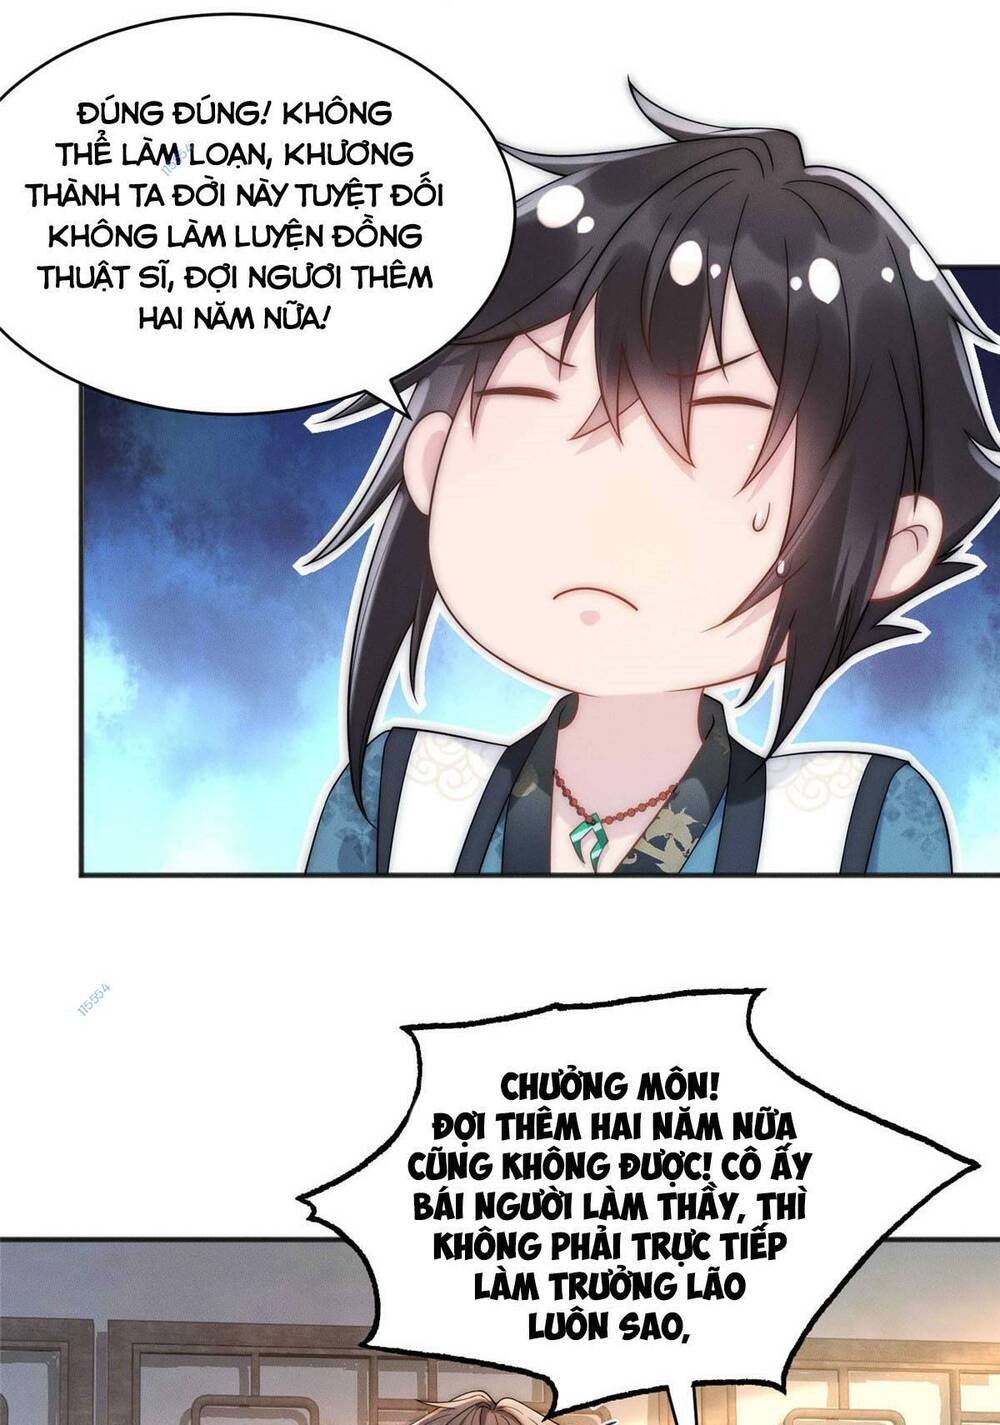 ĐÚNG ĐÚNG! KHÔNG
THỂ LÀM LOẠN, KHƯƠNG
THÀNH TA ĐỜI NÀY TUYỆT ĐỐI
KHÔNG LÀM LUYỆN ĐỒNG
THUẬT SĨ, ĐỢI NGƯƠI THÊM
HAI NĂM NỮA!
115554
115554
CHƯỞNG MÔN!
ĐỢI THÊM HAI NĂM NỮA
CŨNG KHÔNG ĐƯỢC! CÔ ẤY
BÁI NGƯỜI LÀM THẦY, THÌ
KHÔNG PHẢI TRỰC TIẾP
LÀM TRƯỞNG LÃO
LUÔN SAO,